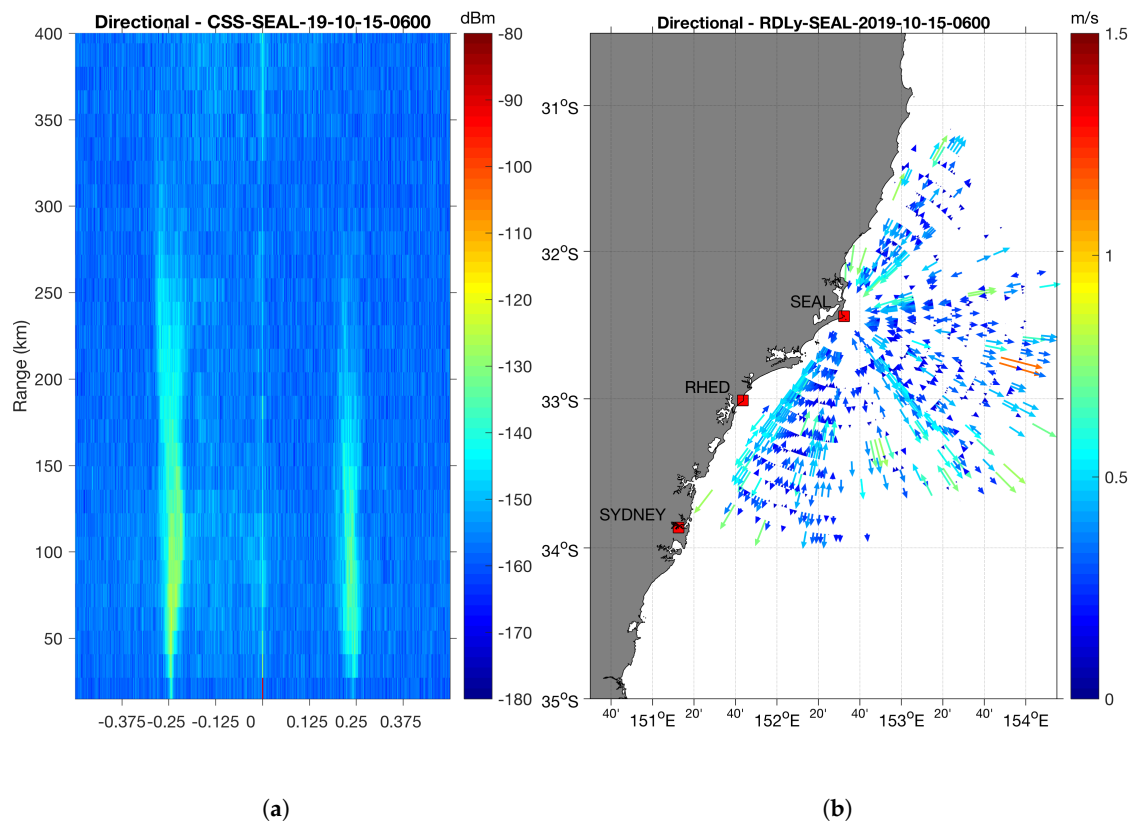 Directional - CSS-SEAL-19-10-15-0600
dBm
400
350
300
250
200
150
100
50
Range (km)
-0.375
-0.25
-0.125
0
0.125
0.25
0.375
-80
-90
-100
-110
-120
-130
-140
-150
-160
-170
-180
(a)
Directional - RDLy-SEAL-2019-10-15-0600
m/s
31°S
32°S
33°S
34°S
35°S
SEAL
RHED
SYDNEY
40'
151°E
20'
40'
152°E
20'
40'
153°E
20'
40'
154°E
1.5
1
0.5
0
(b)